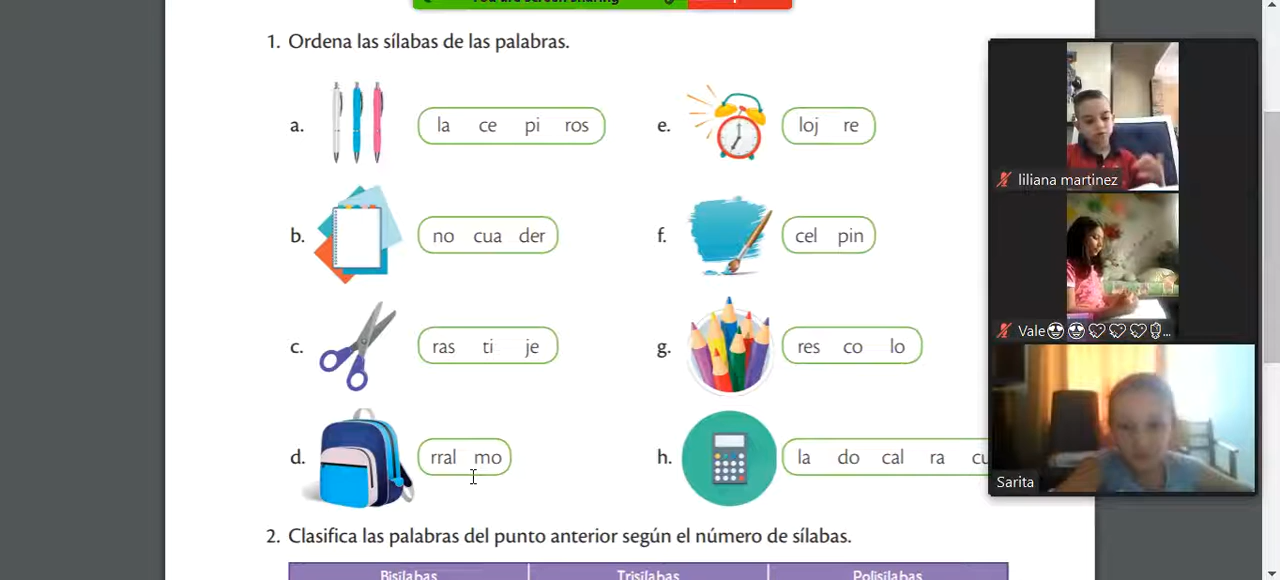 1. Ordena las sílabas de las palabras.
a. la ce pi ros
e. loj re
b. no cua der
f. cel pin
c. ras ti je
g. res co lo
d. rral mo
h. la do cal ra cu
2. Clasifica las palabras del punto anterior según el número de sílabas.
Bisílabas Trisílabas Polisílabas
liliana martinez
Vale😍😍♡♡♡...
Sarita